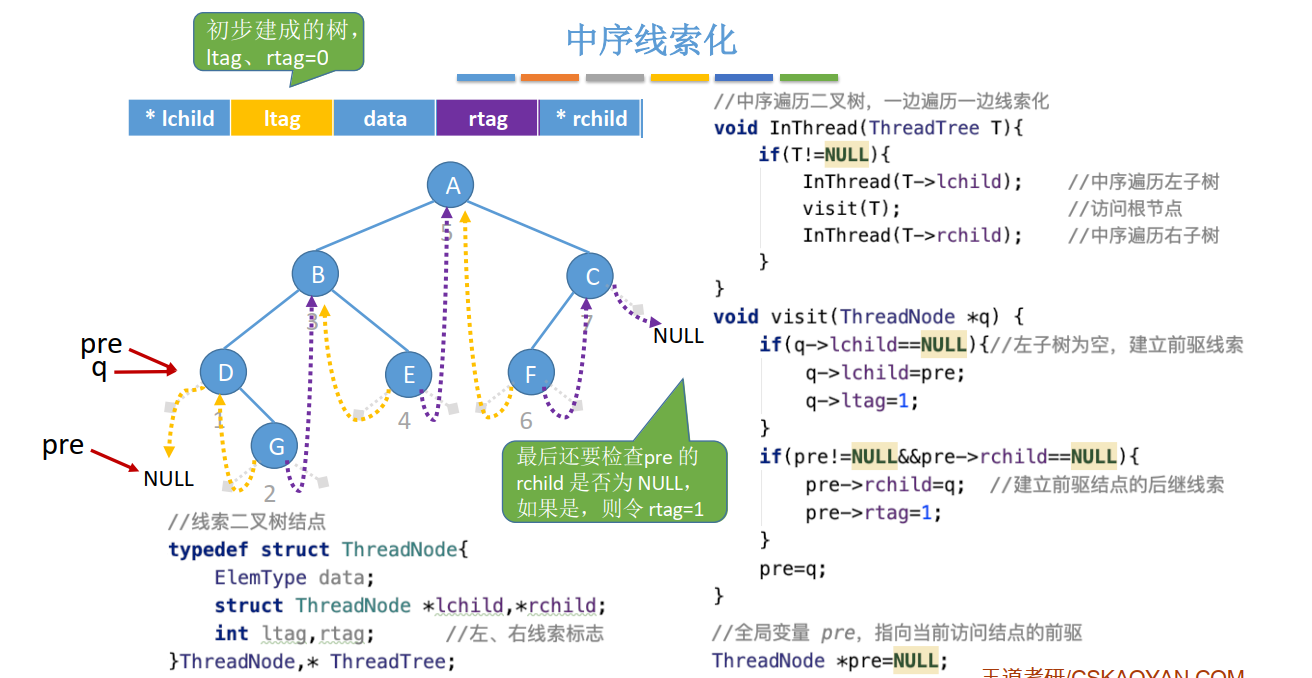 中序线索化
初步建成的树，
ltag、rtag=0
* lchild ltag data rtag * rchild
A
5
B
3
C
7
NULL
pre
q
D
1
E
4
F
6
pre
G
2
NULL
最后还要检查pre 的
rchild 是否为 NULL，
如果是，则令 rtag=1
//线索二叉树结点
typedef struct ThreadNode{
ElemType data;
struct ThreadNode *lchild,*rchild;
int ltag,rtag; //左、右线索标志
}ThreadNode,* ThreadTree;
//中序遍历二叉树，一边遍历一边线索化
void InThread(ThreadTree T){
if(T!=NULL){
InThread(T->lchild); //中序遍历左子树
visit(T); //访问根节点
InThread(T->rchild); //中序遍历右子树
}
}
void visit(ThreadNode *q) {
if(q->lchild==NULL){//左子树为空，建立前驱线索
q->lchild=pre;
q->ltag=1;
}
if(pre!=NULL&&pre->rchild==NULL){
pre->rchild=q; //建立前驱结点的后继线索
pre->rtag=1;
}
pre=q;
}
//全局变量 pre，指向当前访问结点的前驱
ThreadNode *pre=NULL;
王道考研/CSKAOYAN.COM